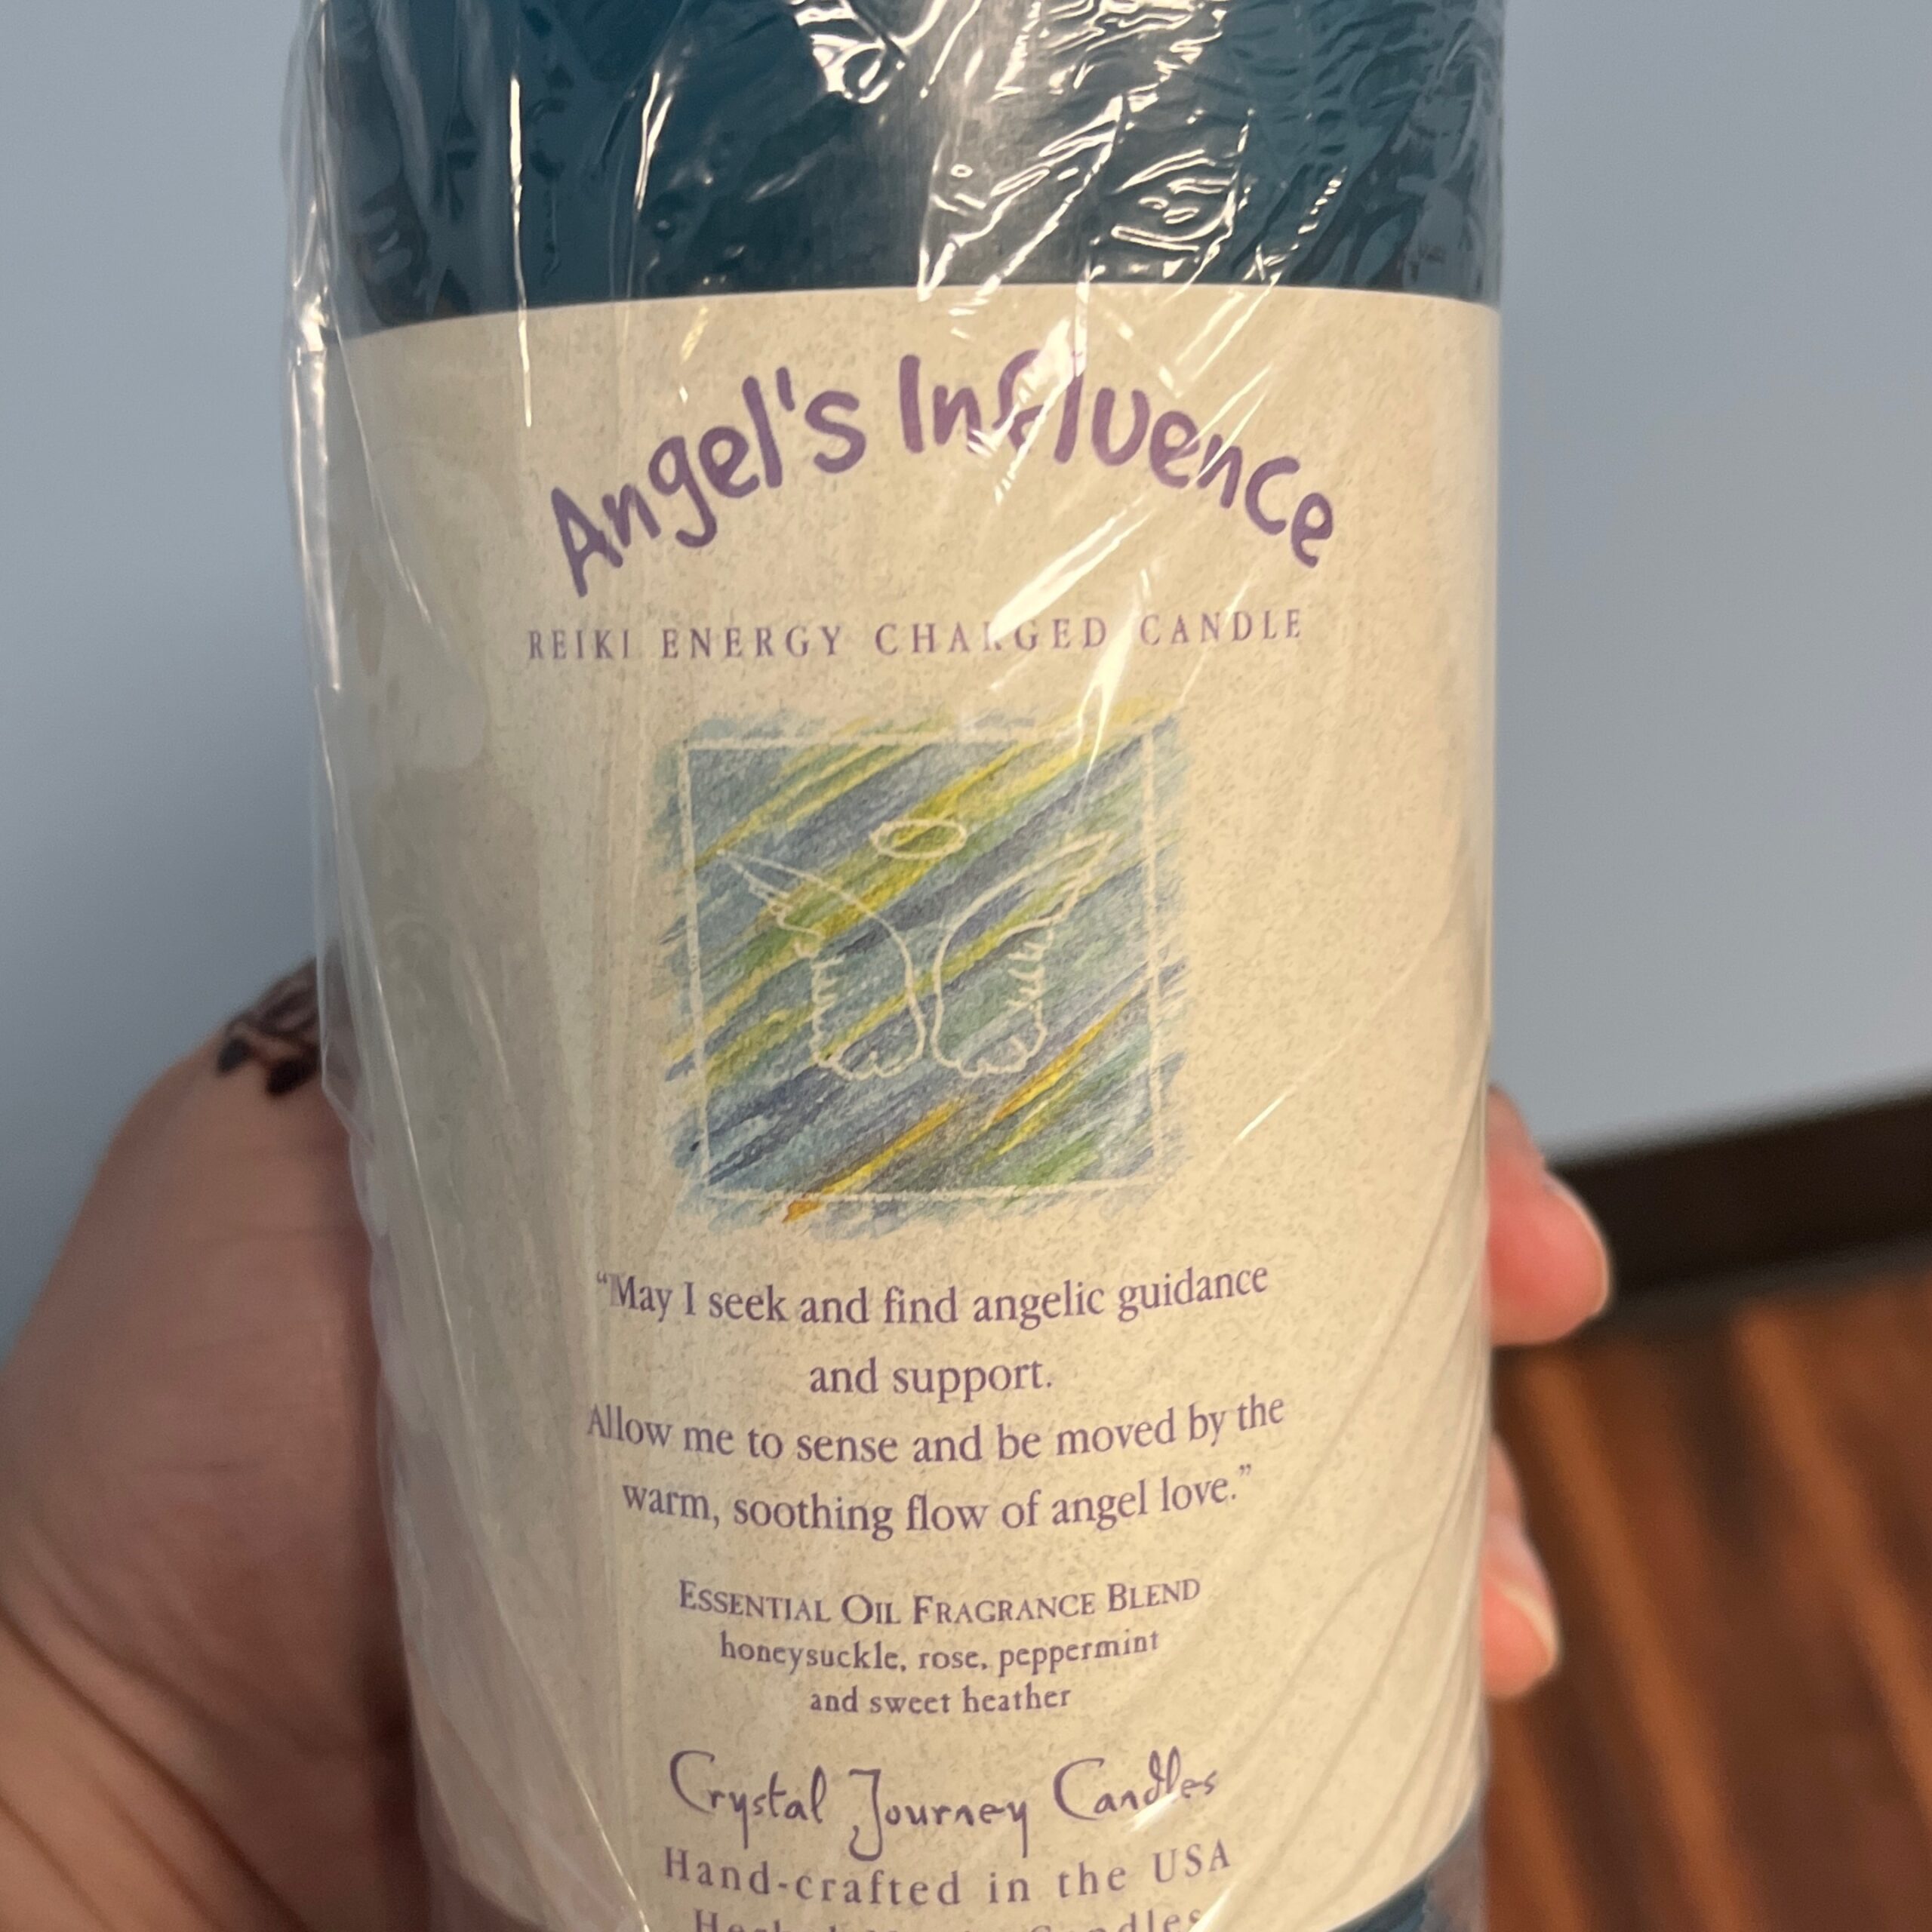 Angel's Influence
REIKI ENERGY CHARGED CANDLE
“May I seek and find angelic guidance
and support.
Allow me to sense and be moved by the
warm, soothing flow of angel love.”
ESSENTIAL OIL FRAGRANCE BLEND
honeysuckle, rose, peppermint
and sweet heather
Crystal Journey Candles
Hand-crafted in the USA
Candles